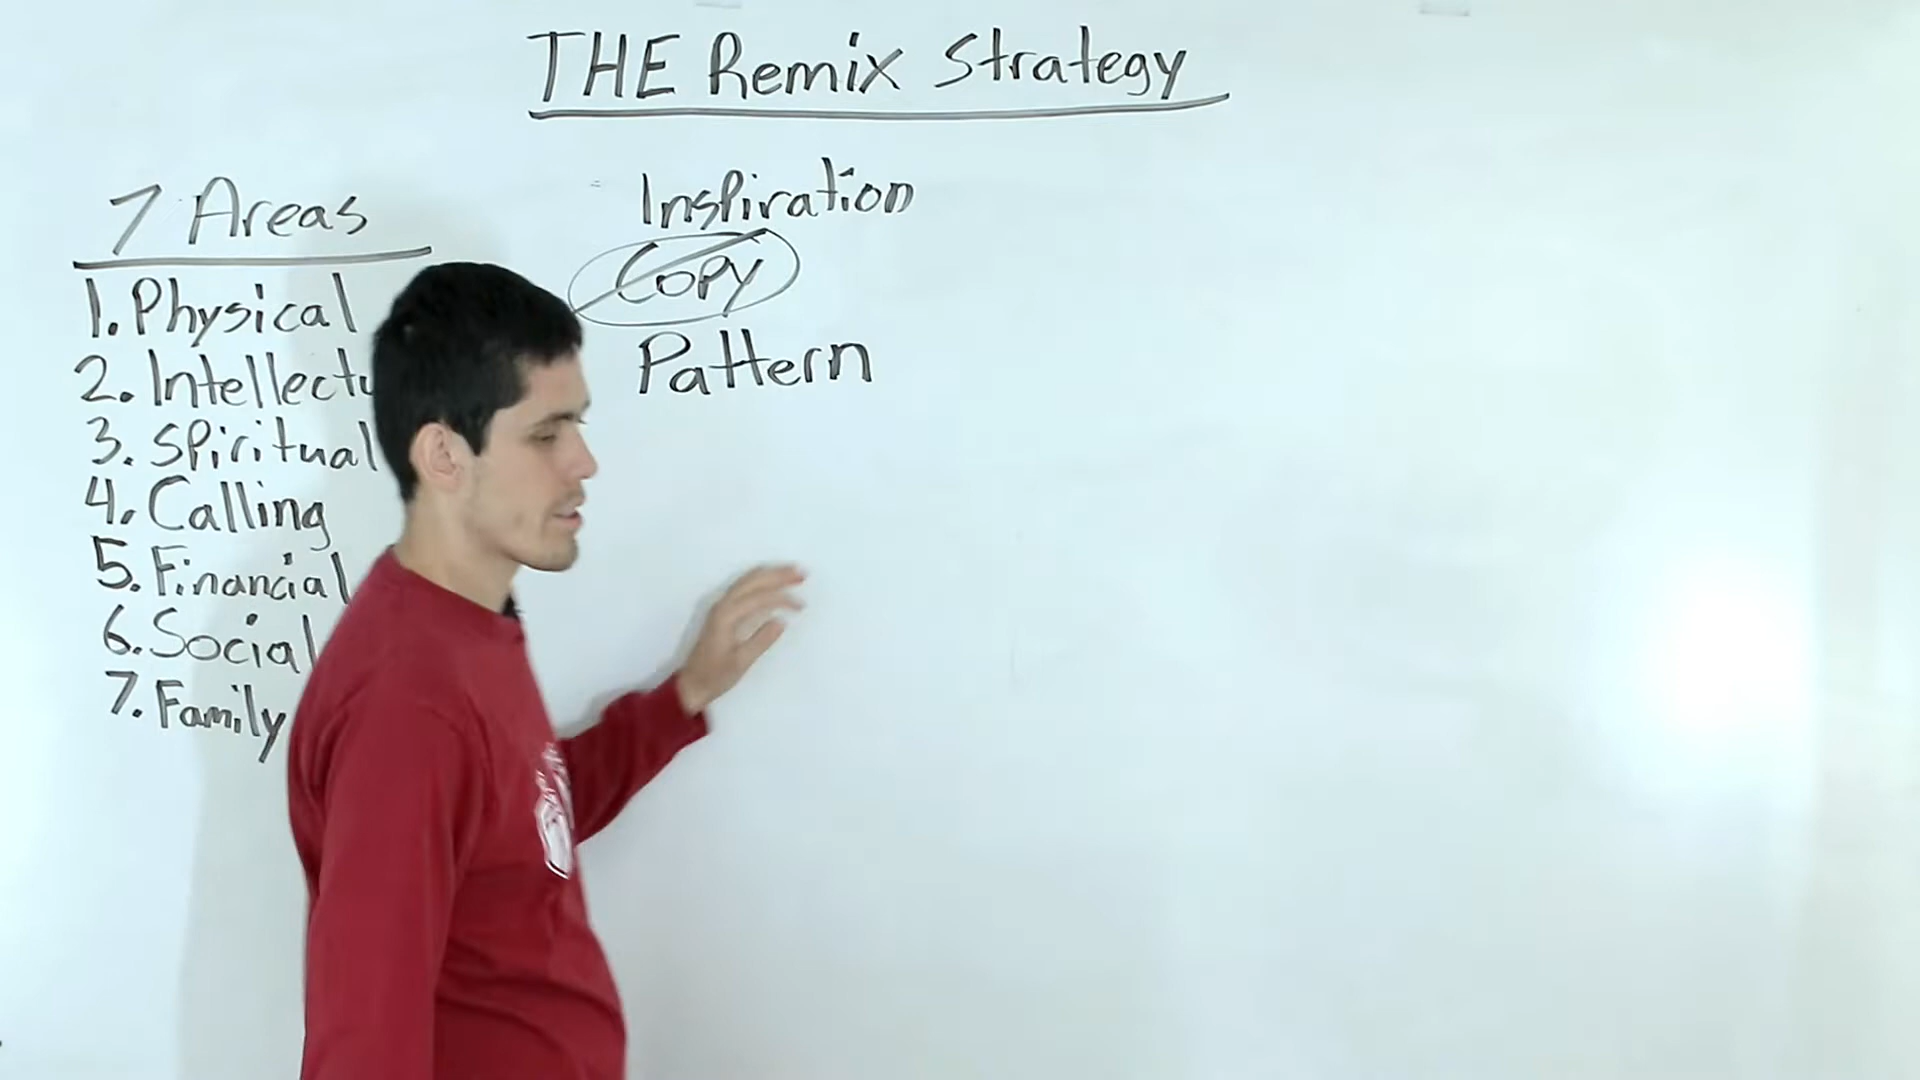 THE Remix Strategy
7 Areas
1. Physical
2. Intellectu
3. Spiritual
4. Calling
5. Financial
6. Social
7. Family
Inspiration
Copy
Pattern